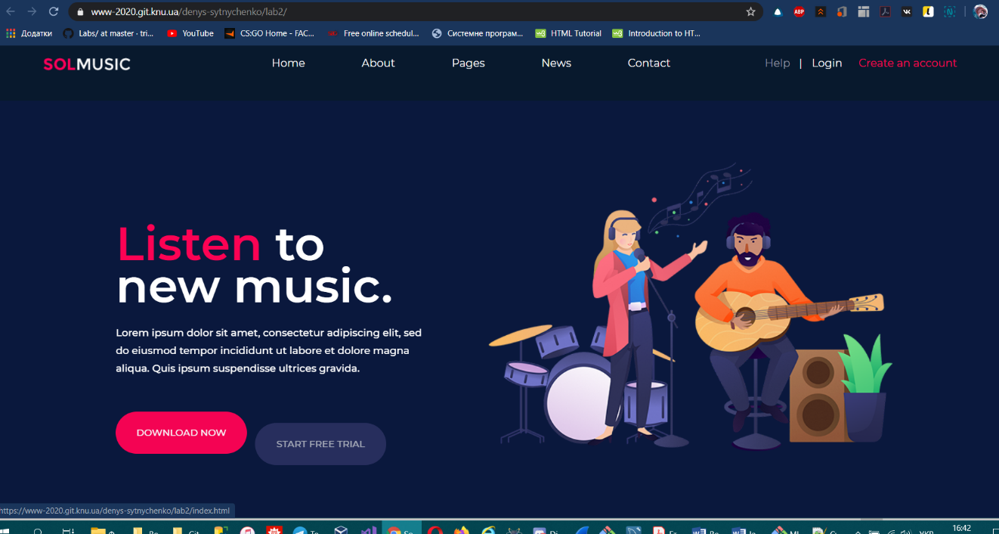 www-2020.git.knu.ua/denys-sytnychenko/lab2/
ABP
Додатки Labs/ at master · tri... YouTube CS:GO Home - FAC... Free online schedul... Системне програм... HTML Tutorial Introduction to HT...
SOLMUSIC Home About Pages News Contact Help | Login Create an account
Listen to
new music.
Lorem ipsum dolor sit amet, consectetur adipiscing elit, sed
do eiusmod tempor incididunt ut labore et dolore magna
aliqua. Quis ipsum suspendisse ultrices gravida.
DOWNLOAD NOW
START FREE TRIAL
https://www-2020.git.knu.ua/denys-sytnychenko/lab2/index.html
16:42